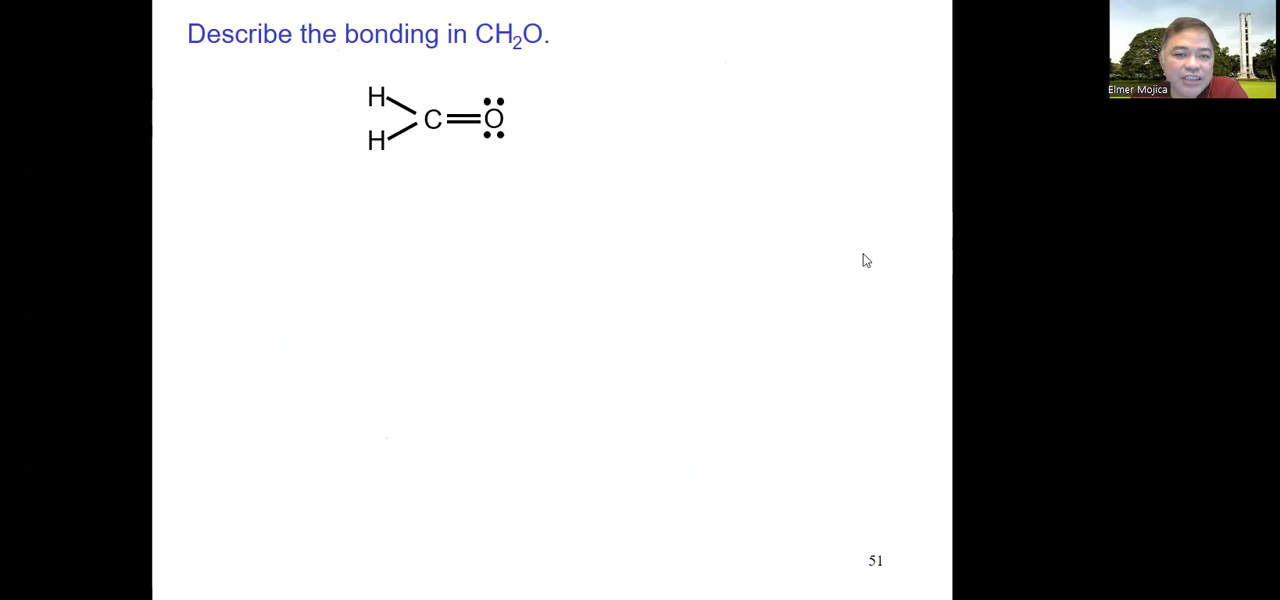 Describe the bonding in CH₂O.
Elmer Mojica
H
C
O
H
51